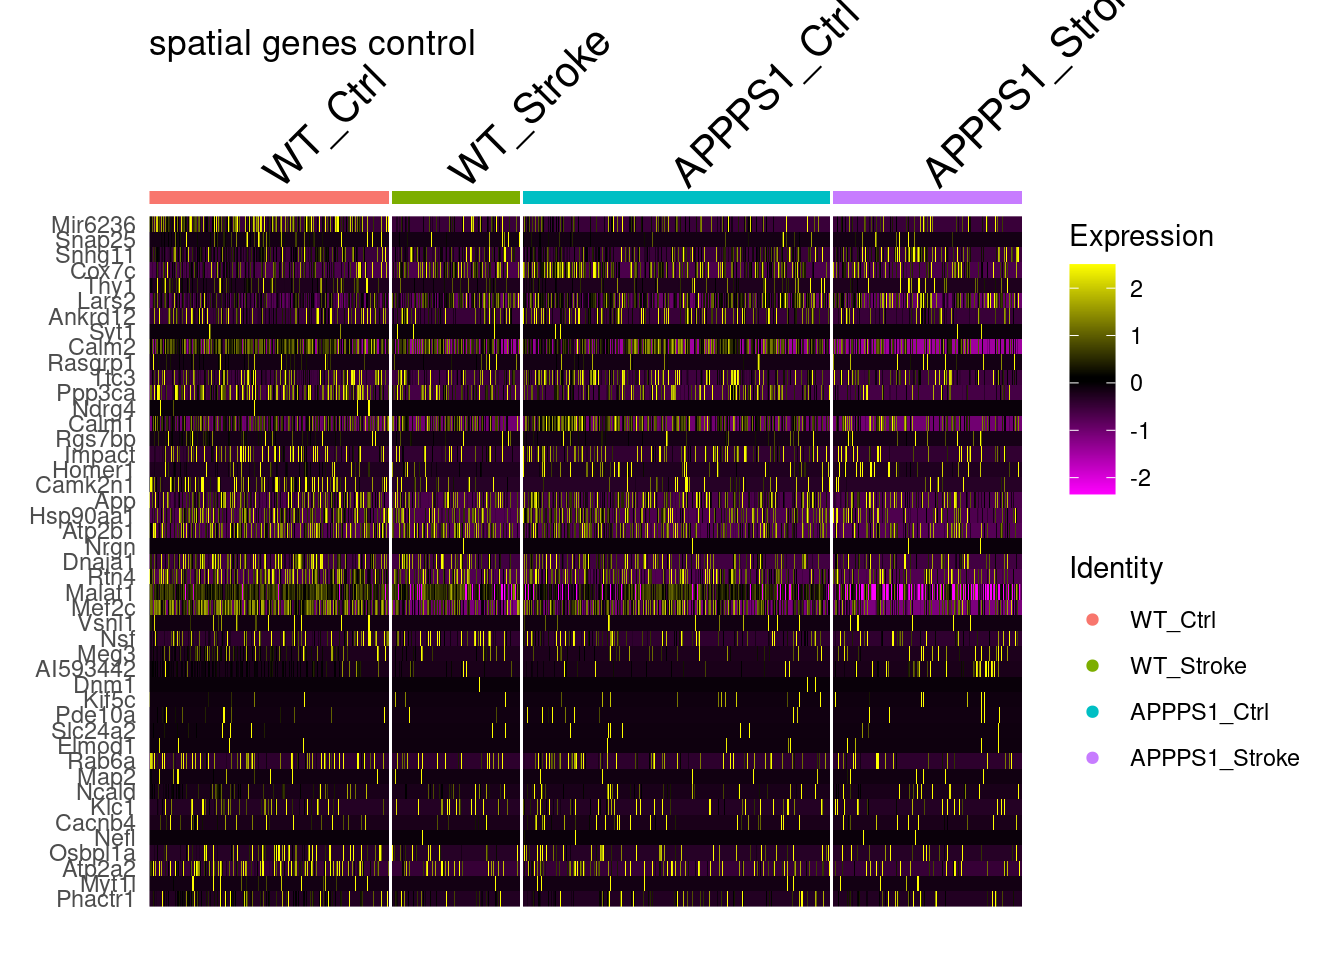 spatial genes control
WT_Ctrl
WT_Stroke
APPPS1_Ctrl
APPPS1_Strok
Mir6236
Snap25
Snhg11
Cox7c
Thy1
Lars2
Ankrd12
Syt1
Calm2
Rasgrp1
Ttc3
Ppp3ca
Ndrg4
Calm1
Rgs7bp
Impact
Homer1
Camk2n1
App
Hsp90aa1
Atp2b1
Nrgn
Dnaja1
Rtn4
Malat1
Mef2c
Vsnl1
Nsf
Meg3
AI593442
Dnm1
Kif5c
Pde10a
Slc24a2
Elmod1
Rab6a
Map2
Ncald
Klc1
Cacnb4
Nefl
Osbpl1a
Atp2a2
Myt1l
Phactr1
Expression
2
1
0
-1
-2
Identity
WT_Ctrl
WT_Stroke
APPPS1_Ctrl
APPPS1_Stroke